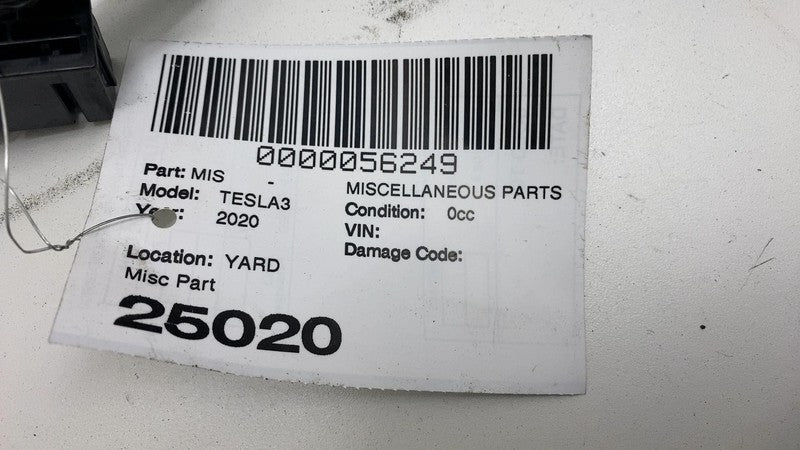 0000056249
Part: MIS - MISCELLANEOUS PARTS
Model: TESLA3 Condition: 0cc
Year: 2020 VIN:
Location: YARD Damage Code:
Misc Part
25020